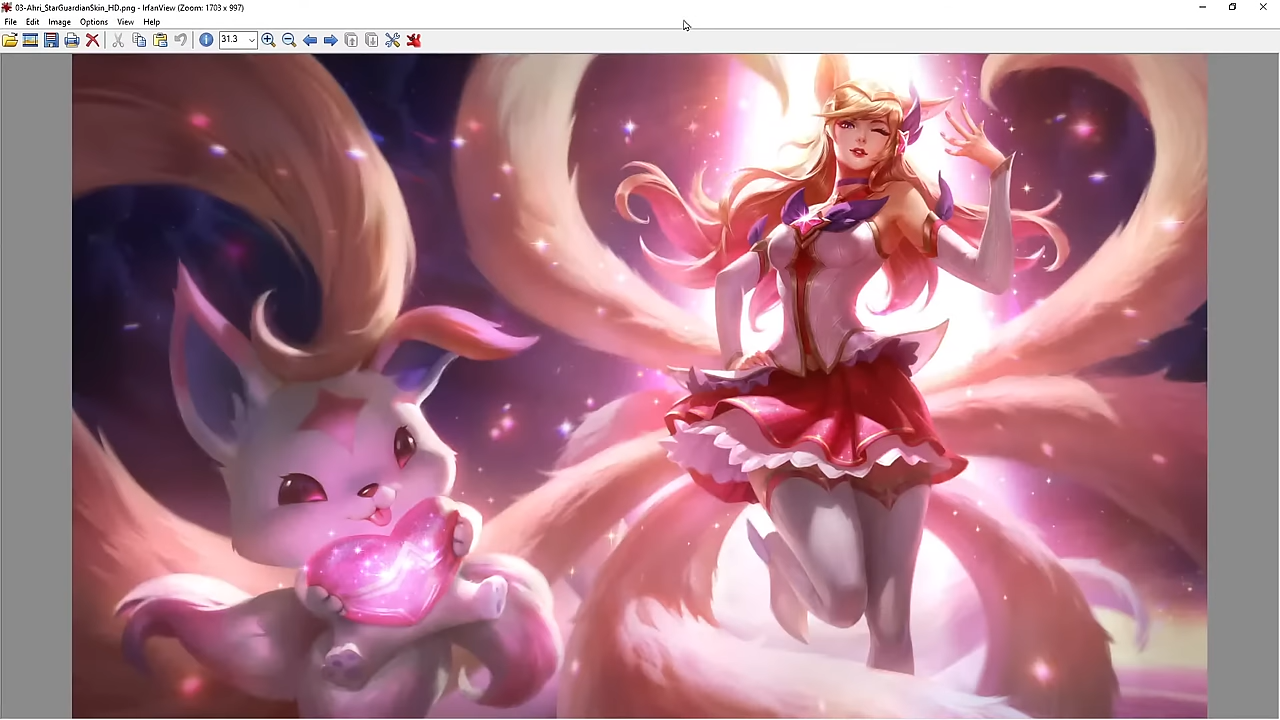 03-Ahri_StarGuardianSkin_HD.png - IrfanView (Zoom: 1703 x 997)
File Edit Image Options View Help
31.3